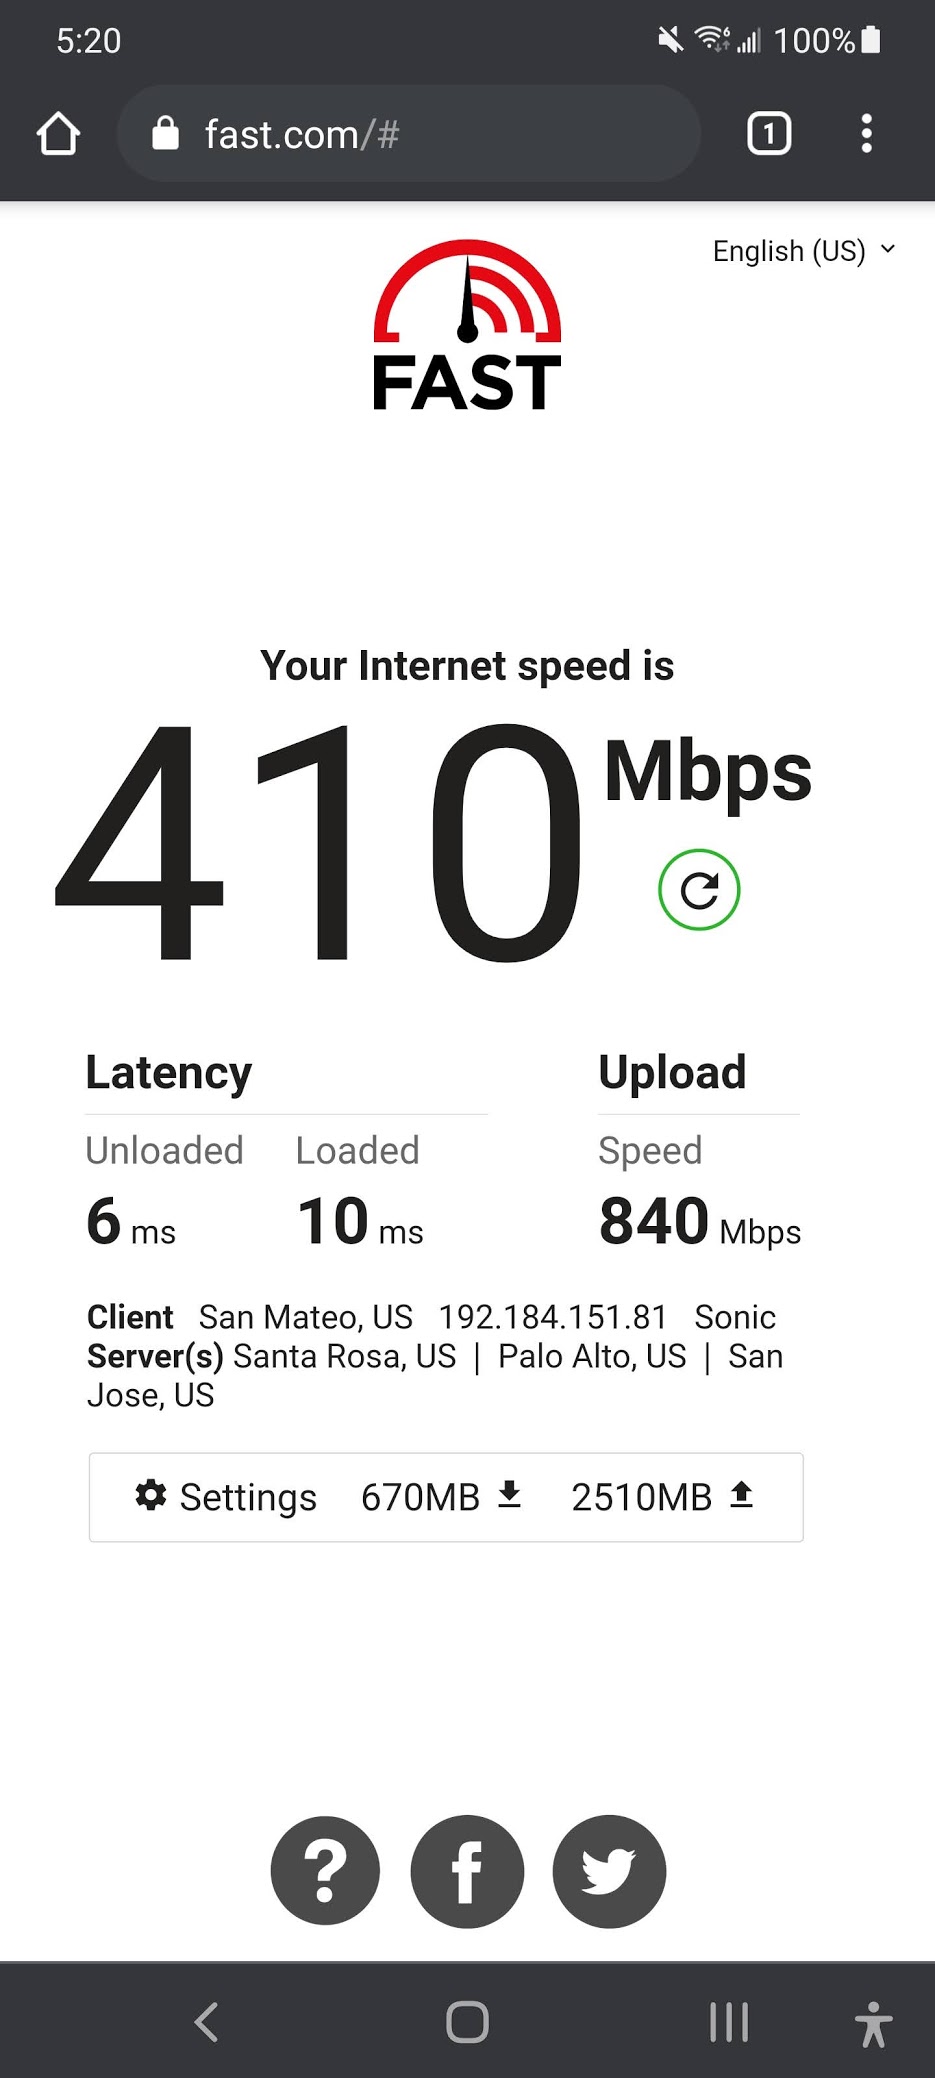 5:20 6 100%
fast.com/# 1
English (US)
FAST
Your Internet speed is
410 Mbps
Latency Upload
Unloaded Loaded Speed
6 ms 10 ms 840 Mbps
Client San Mateo, US 192.184.151.81 Sonic
Server(s) Santa Rosa, US | Palo Alto, US | San
Jose, US
Settings 670MB 2510MB
? f